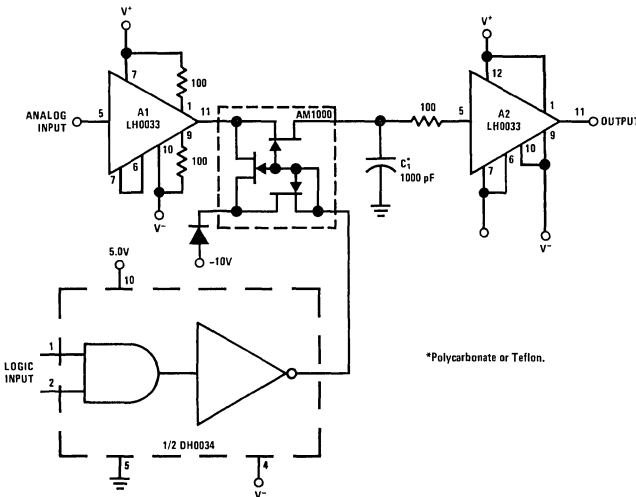 V+
V+
7
12
100
1
1
ANALOG
INPUT
5
A1
LH0033
11
AM1000
100
5
A2
LH0033
11
OUTPUT
10
9
6
7
100
C1*
1000 pF
10
9
6
7
V-
V-
-10V
5.0V
10
LOGIC
INPUT
1
2
*Polycarbonate or Teflon.
1/2 DH0034
5
4
V-